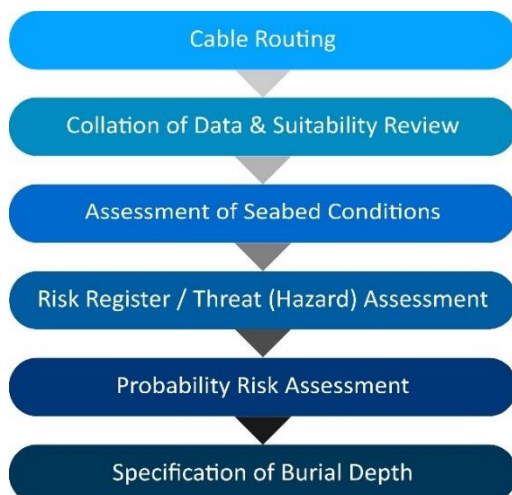 Cable Routing
Collation of Data & Suitability Review
Assessment of Seabed Conditions
Risk Register / Threat (Hazard) Assessment
Probability Risk Assessment
Specification of Burial Depth